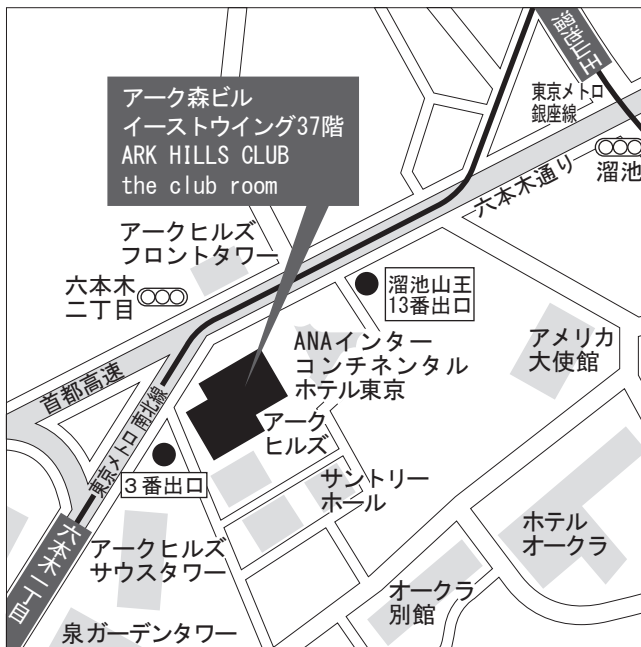 溜池山王
東京メトロ
銀座線
溜池
六本木通り
アーク森ビル
イーストウイング37階
ARK HILLS CLUB
the club room
アークヒルズ
フロントタワー
六本木
二丁目
溜池山王
13番出口
ANAインター
コンチネンタル
ホテル東京
アメリカ
大使館
首都高速
東京メトロ 南北線
アーク
ヒルズ
3番出口
サントリー
ホール
ホテル
オークラ
アークヒルズ
サウスタワー
オークラ
別館
六本木一丁目
泉ガーデンタワー